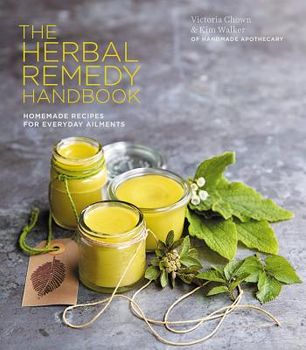 THE
HERBAL
REMEDY
HANDBOOK
HOMEMADE RECIPES
FOR EVERYDAY AILMENTS
Victoria Chown
& Kim Walker
OF HANDMADE APOTHECARY